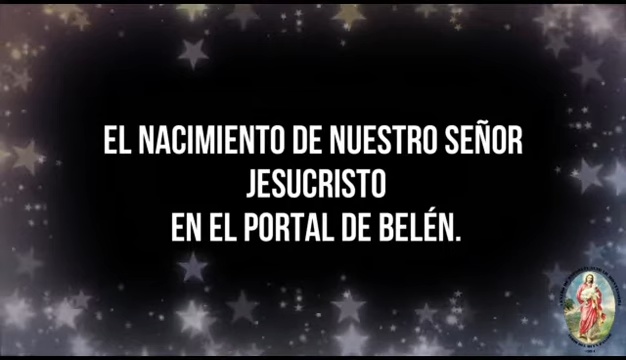 EL NACIMIENTO DE NUESTRO SEÑOR
JESUCRISTO
EN EL PORTAL DE BELÉN.